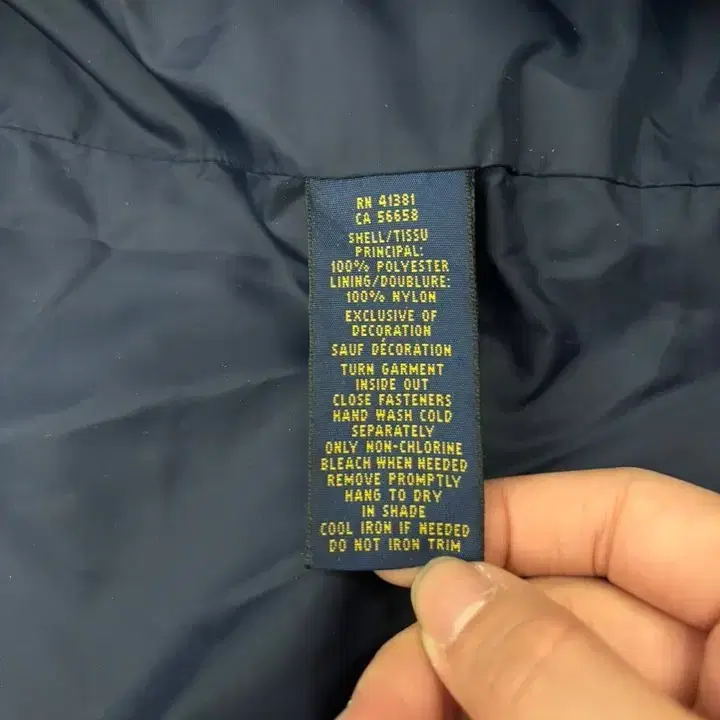 RN 41381
CA 56658
SHELL/TISSU
PRINCIPAL:
100% POLYESTER
LINING/DOUBLURE:
100% NYLON
EXCLUSIVE OF
DECORATION
SAUF DÉCORATION
TURN GARMENT
INSIDE OUT
CLOSE FASTENERS
HAND WASH COLD
SEPARATELY
ONLY NON-CHLORINE
BLEACH WHEN NEEDED
REMOVE PROMPTLY
HANG TO DRY
IN SHADE
COOL IRON IF NEEDED
DO NOT IRON TRIM